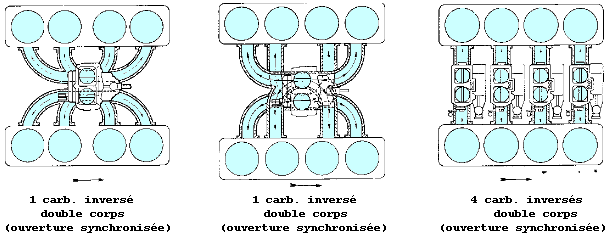 1 carb. inversé
double corps
(ouverture synchronisée)
1 carb. inversé
double corps
(ouverture synchronisée)
4 carb. inversés
double corps
(ouverture synchronisée)